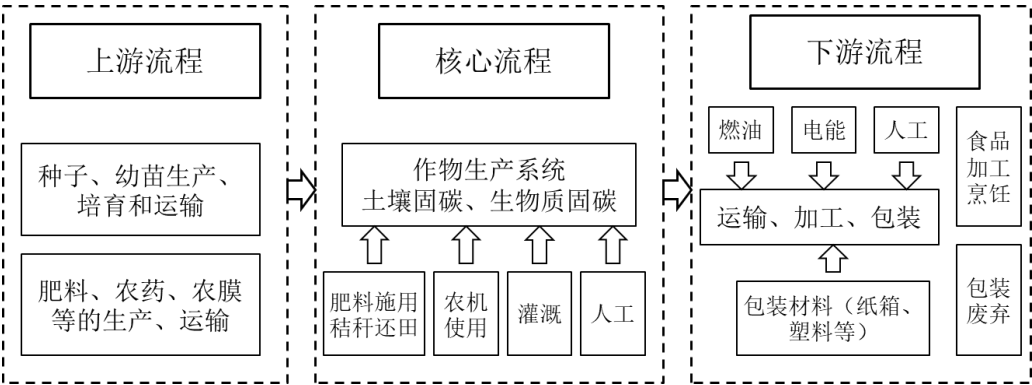 上游流程
种子、幼苗生产、
培育和运输
肥料、农药、农膜
等的生产、运输
核心流程
作物生产系统
土壤固碳、生物质固碳
肥料施用
秸秆还田
农机
使用
灌溉
人工
下游流程
燃油
电能
人工
运输、加工、包装
包装材料（纸箱、
塑料等）
食品
加工
烹饪
包装
废弃